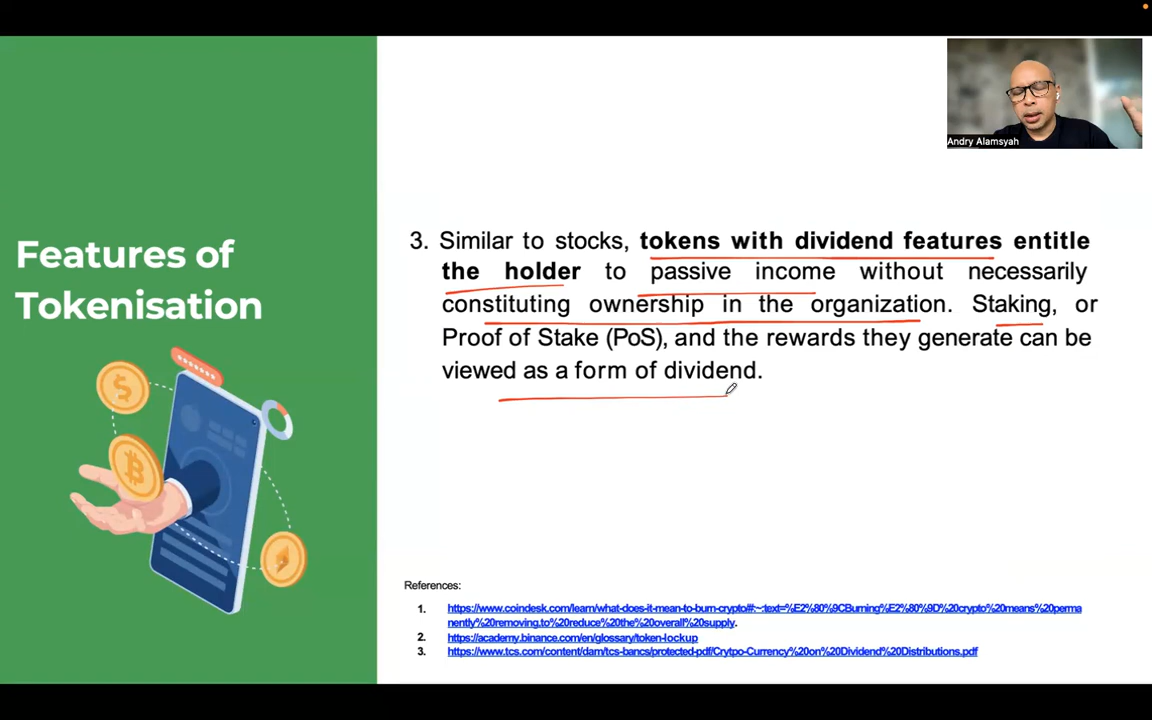 Andry Alamsyah
Features of
Tokenisation
3. Similar to stocks, tokens with dividend features entitle
the holder to passive income without necessarily
constituting ownership in the organization. Staking, or
Proof of Stake (PoS), and the rewards they generate can be
viewed as a form of dividend.
References:
1. https://www.coindesk.com/learn/what-does-it-mean-to-burn-crypto/#:~:text=%E2%80%9CBurning%E2%80%9D%20crypto%20means%20perma
nently%20removing,to%20reduce%20the%20overall%20supply.
2. https://academy.binance.com/en/glossary/token-lockup
3. https://www.tcs.com/content/dam/tcs-bancs/protected-pdf/Crytpo-Currency%20on%20Dividend%20Distributions.pdf